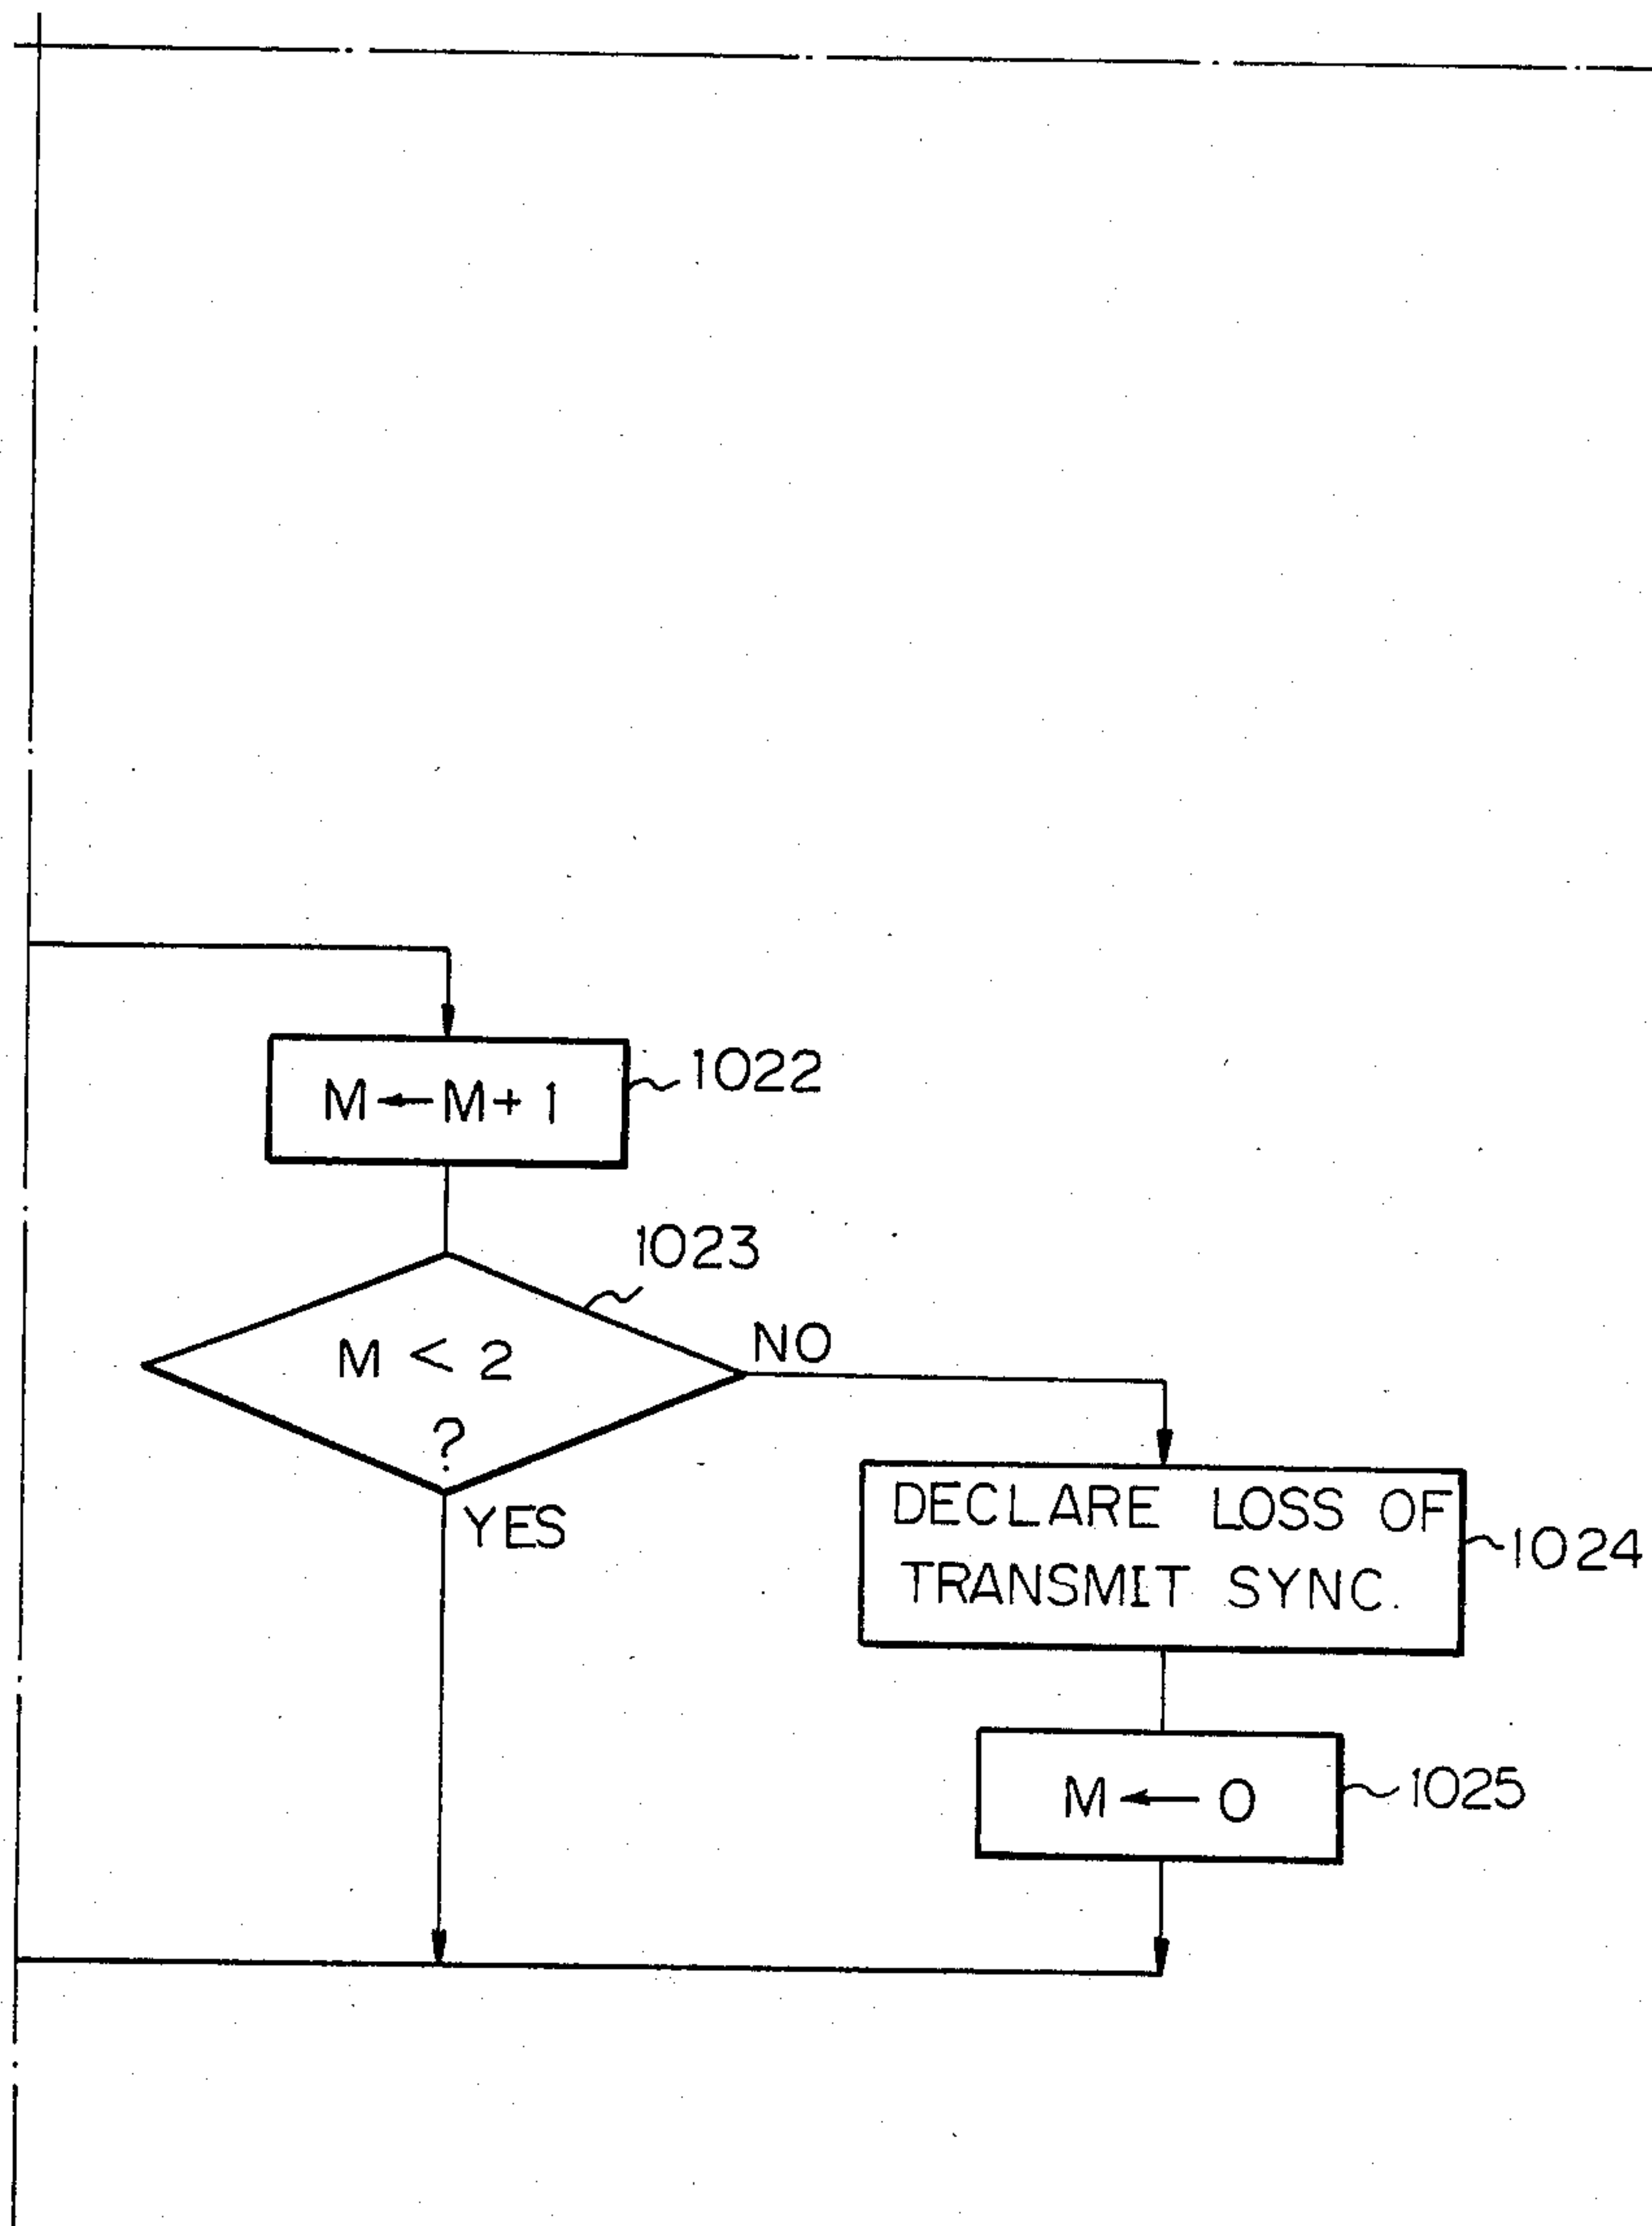 M ← M + 1
1022
1023
M < 2
?
NO
YES
DECLARE LOSS OF
TRANSMIT SYNC.
1024
M ← 0
1025